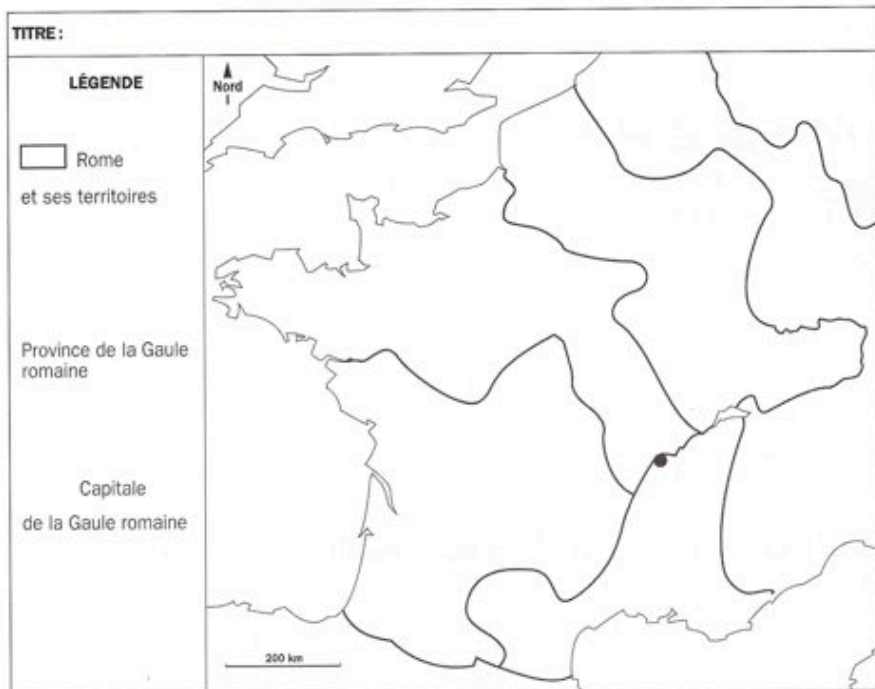 TITRE :
LÉGENDE
Nord
Rome
et ses territoires
Province de la Gaule
romaine
Capitale
de la Gaule romaine
200 km